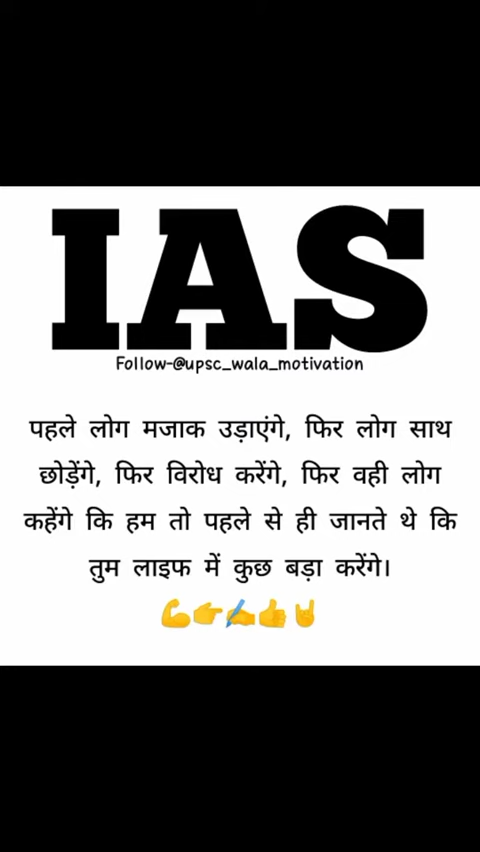 IAS
Follow-@upsc_wala_motivation
पहले लोग मजाक उड़ाएंगे, फिर लोग साथ
छोड़ेंगे, फिर विरोध करेंगे, फिर वही लोग
कहेंगे कि हम तो पहले से ही जानते थे कि
तुम लाइफ में कुछ बड़ा करेंगे।
💪👉✍👍🤘